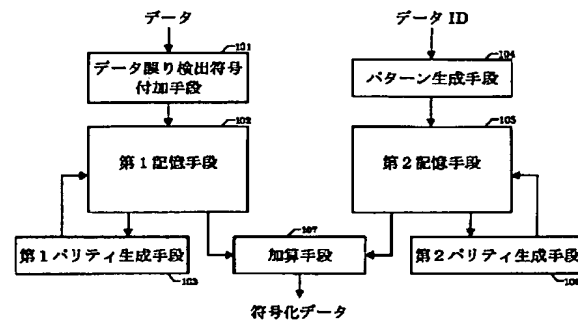 データ
データ ID
101
データ誤り検出符号
付加手段
104
パターン生成手段
102
第1記憶手段
105
第2記憶手段
107
第1パリティ生成手段
加算手段
第2パリティ生成手段
103
106
符号化データ